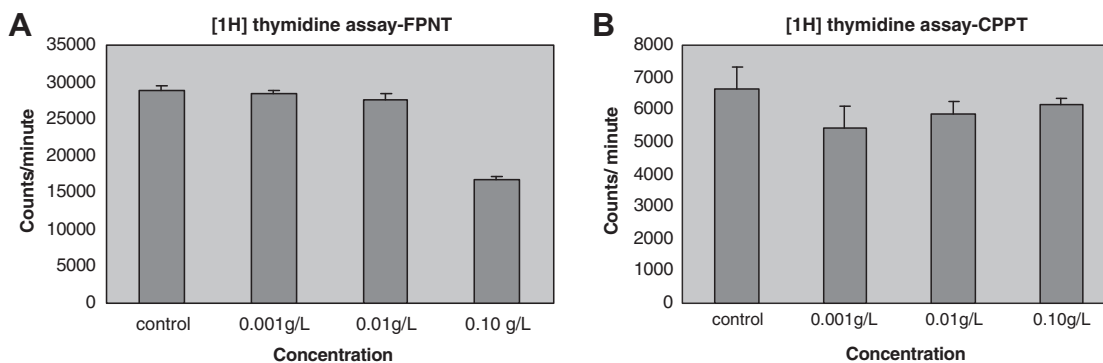 A
[1H] thymidine assay-FPNT
Counts/minute
35000
30000
25000
20000
15000
10000
5000
0
control 0.001g/L 0.01g/L 0.10 g/L
Concentration
B
[1H] thymidine assay-CPPT
Counts/ minute
8000
7000
6000
5000
4000
3000
2000
1000
0
control 0.001g/L 0.01g/L 0.10g/L
Concentration